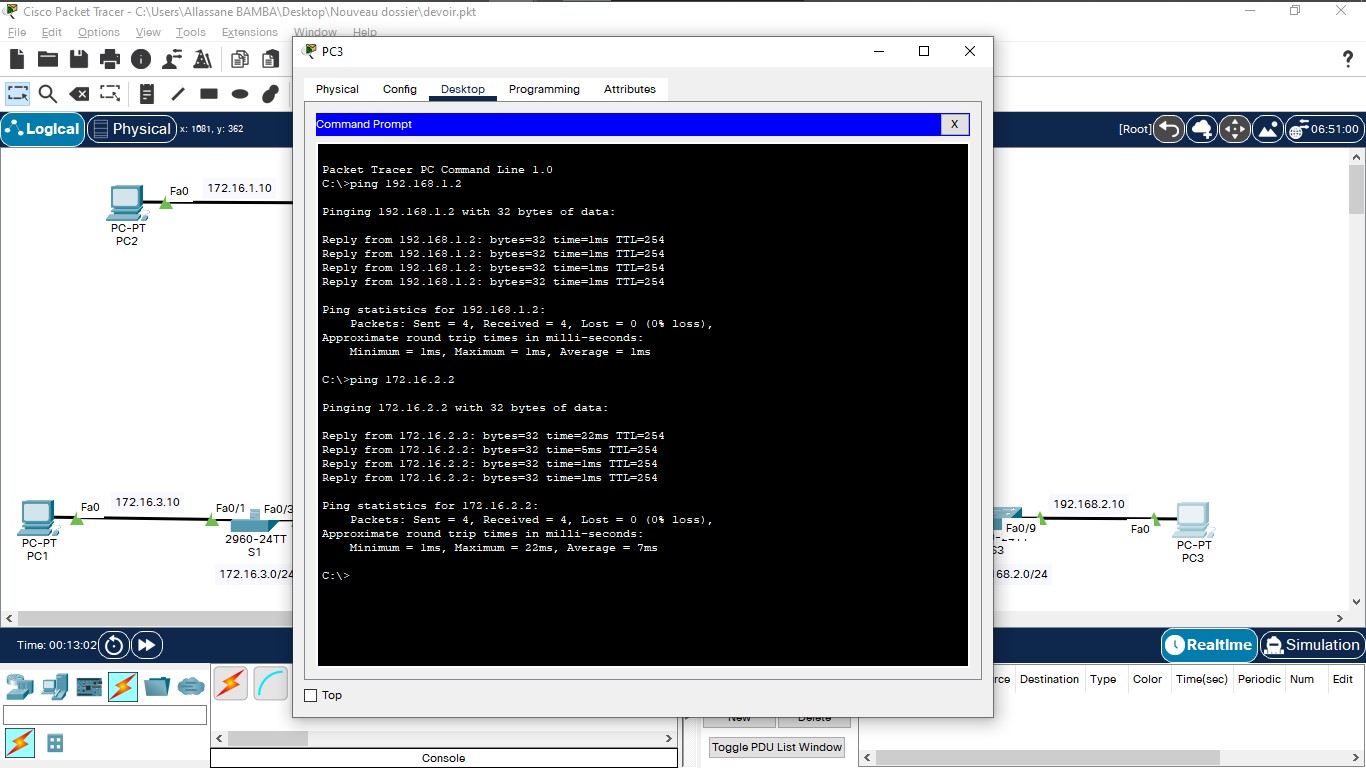 Cisco Packet Tracer - C:\Users\Allassane BAMBA\Desktop\Nouveau dossier\devoir.pkt
File Edit Options View Tools Extensions Window Help
PC3
Physical Config Desktop Programming Attributes
Logical Physical x: 1081, y: 362
[Root] 06:51:00
Command Prompt X
Packet Tracer PC Command Line 1.0
C:\>ping 192.168.1.2
Pinging 192.168.1.2 with 32 bytes of data:
Reply from 192.168.1.2: bytes=32 time=1ms TTL=254
Reply from 192.168.1.2: bytes=32 time=1ms TTL=254
Reply from 192.168.1.2: bytes=32 time=1ms TTL=254
Reply from 192.168.1.2: bytes=32 time=1ms TTL=254
Ping statistics for 192.168.1.2:
Packets: Sent = 4, Received = 4, Lost = 0 (0% loss),
Approximate round trip times in milli-seconds:
Minimum = 1ms, Maximum = 1ms, Average = 1ms
C:\>ping 172.16.2.2
Pinging 172.16.2.2 with 32 bytes of data:
Reply from 172.16.2.2: bytes=32 time=22ms TTL=254
Reply from 172.16.2.2: bytes=32 time=5ms TTL=254
Reply from 172.16.2.2: bytes=32 time=1ms TTL=254
Reply from 172.16.2.2: bytes=32 time=1ms TTL=254
Ping statistics for 172.16.2.2:
Packets: Sent = 4, Received = 4, Lost = 0 (0% loss),
Approximate round trip times in milli-seconds:
Minimum = 1ms, Maximum = 22ms, Average = 7ms
C:\>
Top
Fa0 172.16.1.10
PC-PT
PC2
Fa0 172.16.3.10 Fa0/1 Fa0/3
PC-PT
PC1
2960-24TT
S1
172.16.3.0/24
192.168.2.10
Fa0/9 Fa0
S3
PC-PT
PC3
68.2.0/24
Time: 00:13:02
Realtime Simulation
rce Destination Type Color Time(sec) Periodic Num Edit
New Delete
Toggle PDU List Window
Console
?